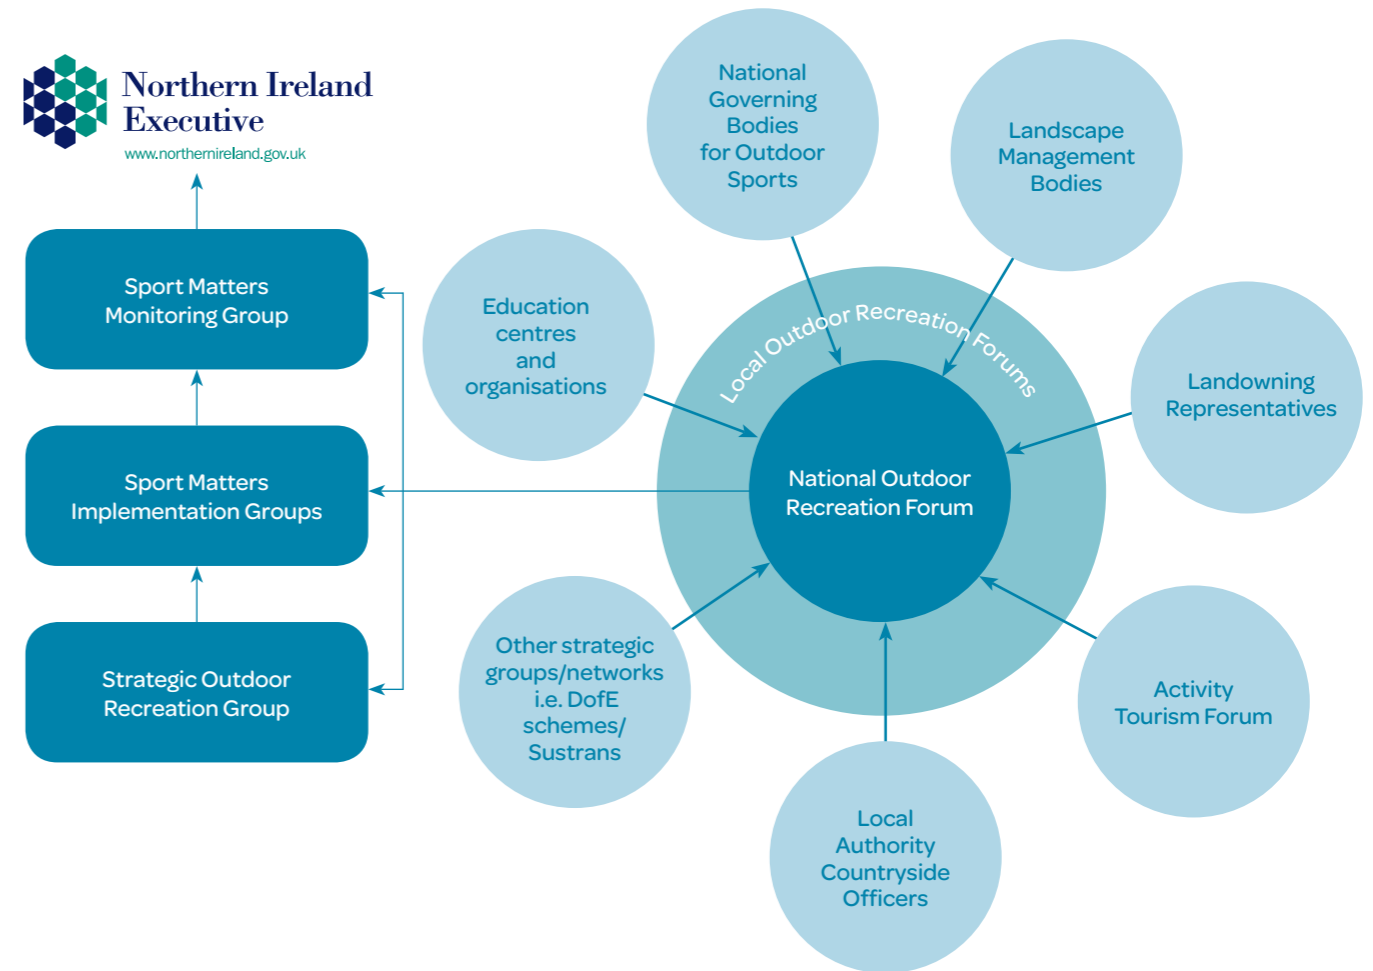 Northern Ireland
Executive
www.northernireland.gov.uk
Sport Matters
Monitoring Group
Sport Matters
Implementation Groups
Strategic Outdoor
Recreation Group
National
Governing
Bodies
for Outdoor
Sports
Landscape
Management
Bodies
Education
centres
and
organisations
Local Outdoor Recreation Forums
Landowning
Representatives
National Outdoor
Recreation Forum
Other strategic
groups/networks
i.e. DofE
schemes/
Sustrans
Activity
Tourism Forum
Local
Authority
Countryside
Officers